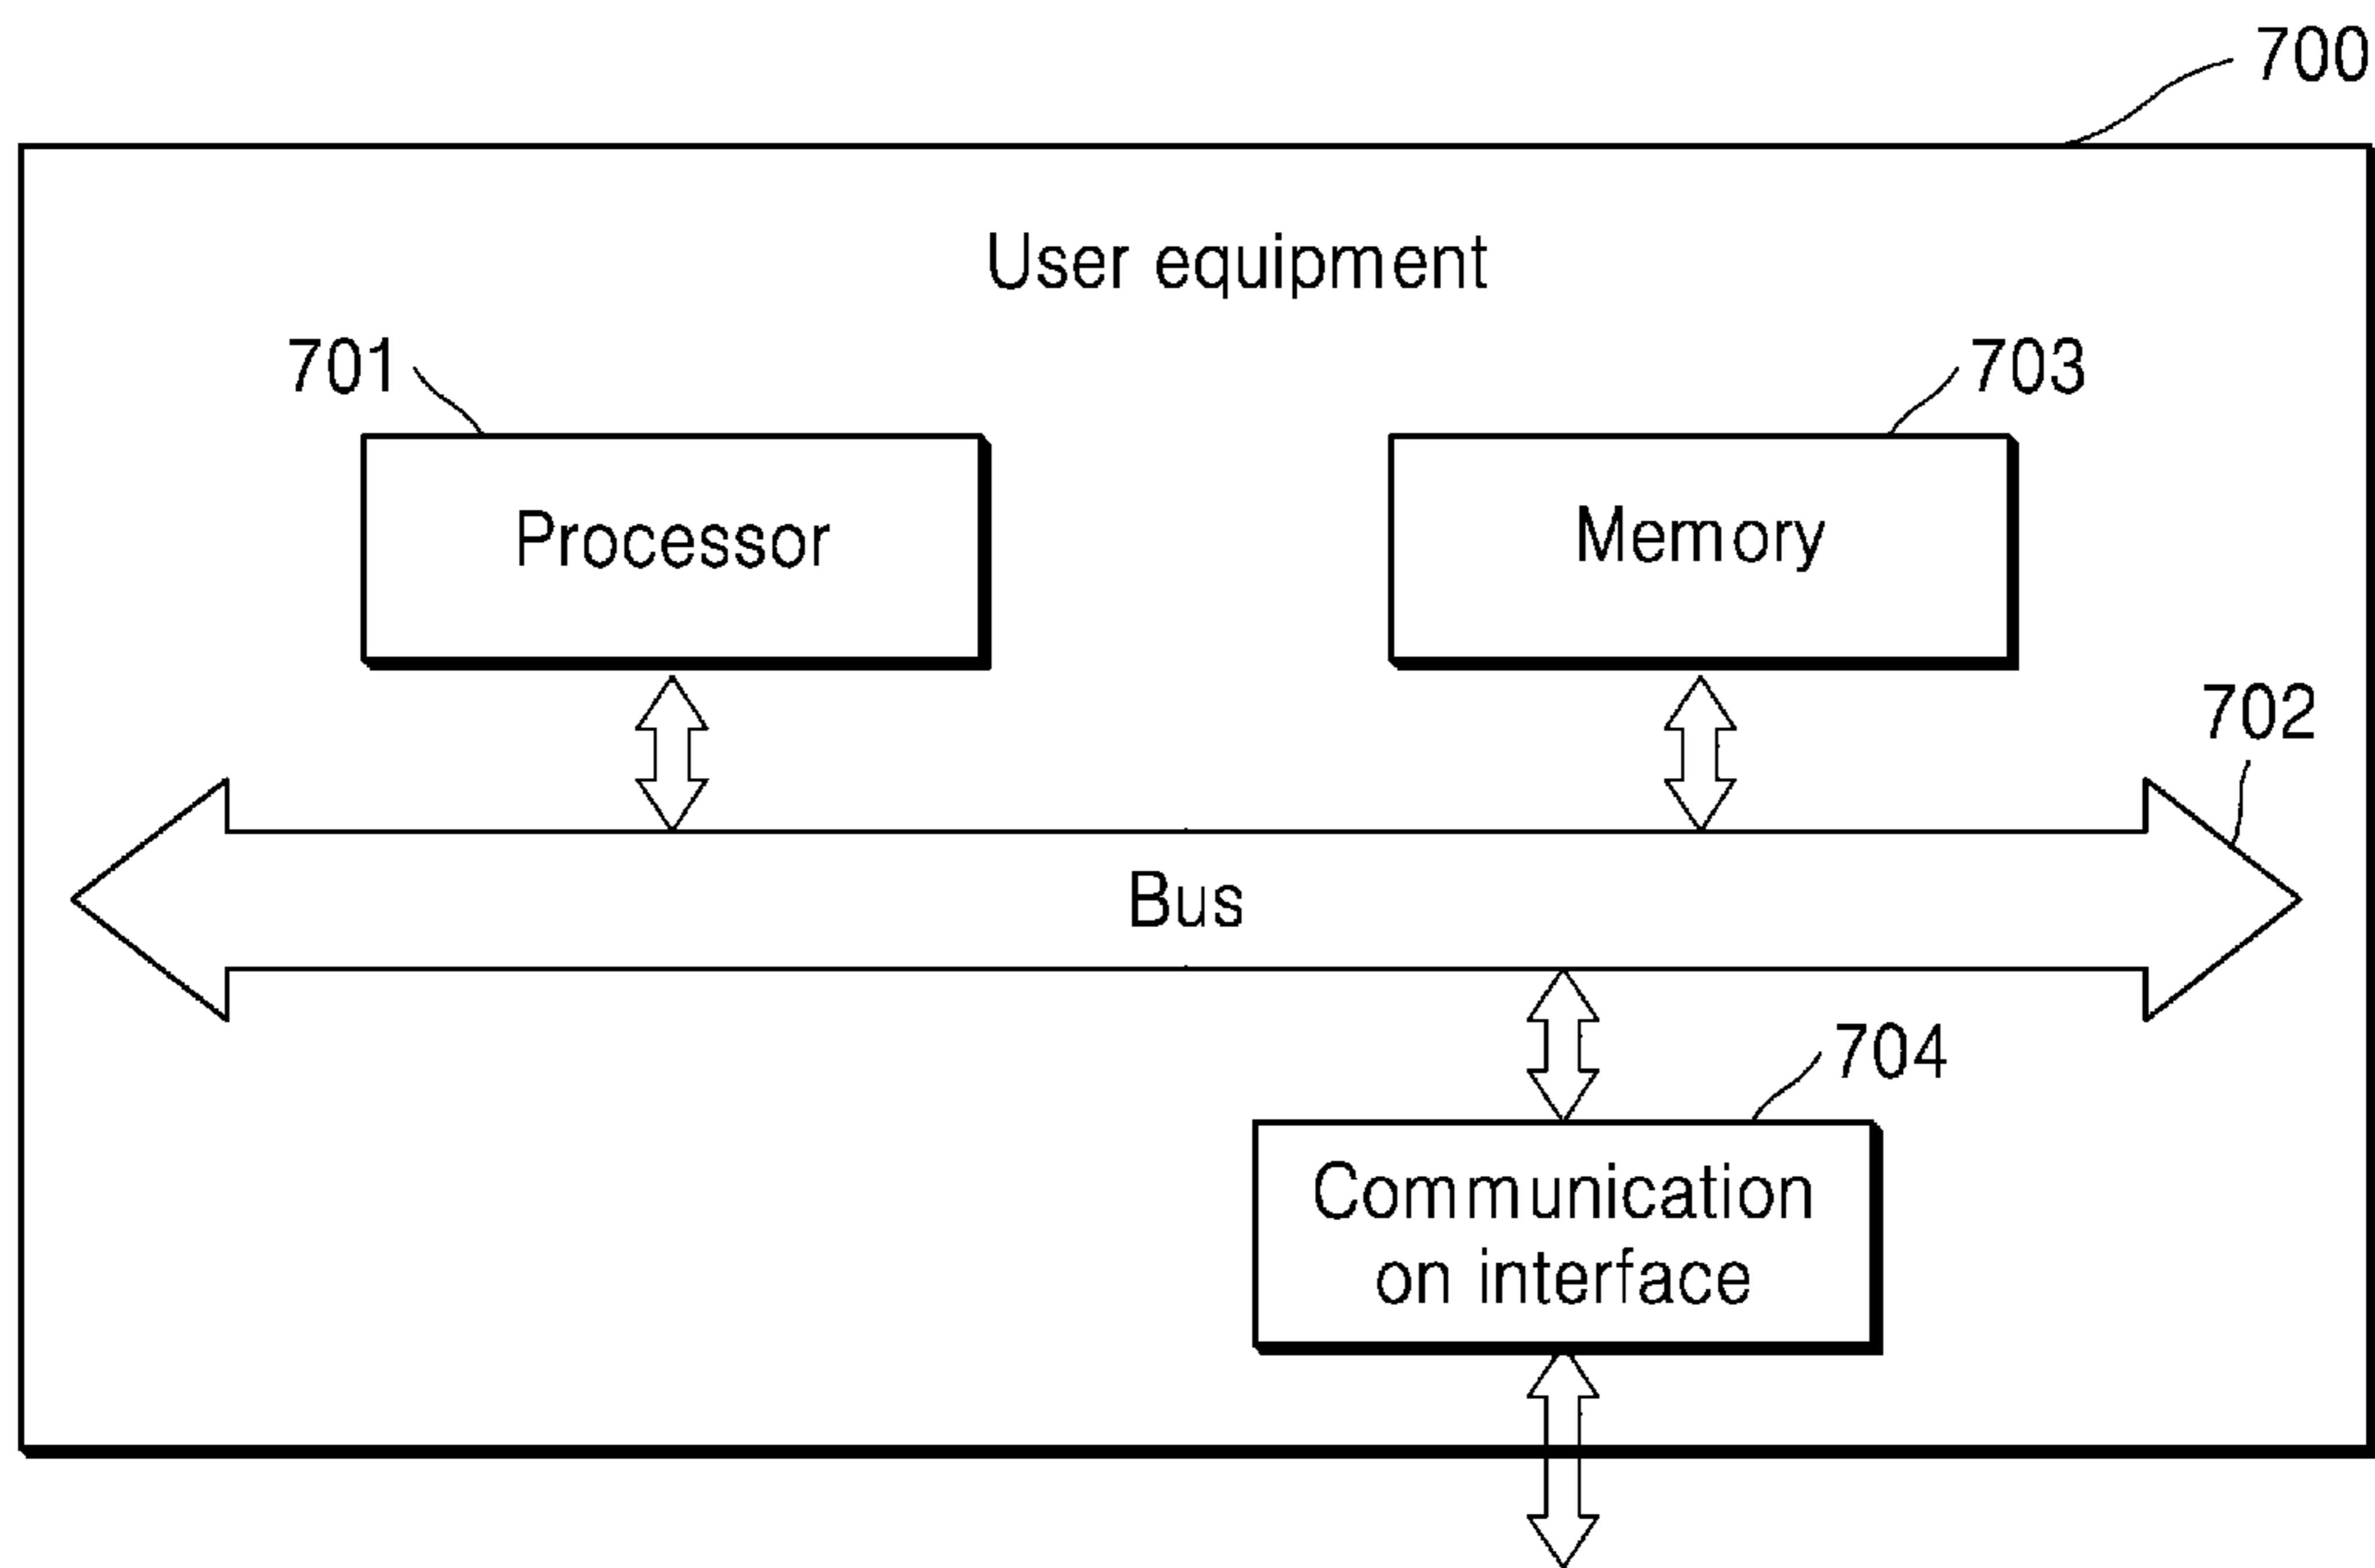 700
User equipment
701
703
Processor
Memory
702
Bus
704
Communication
on interface